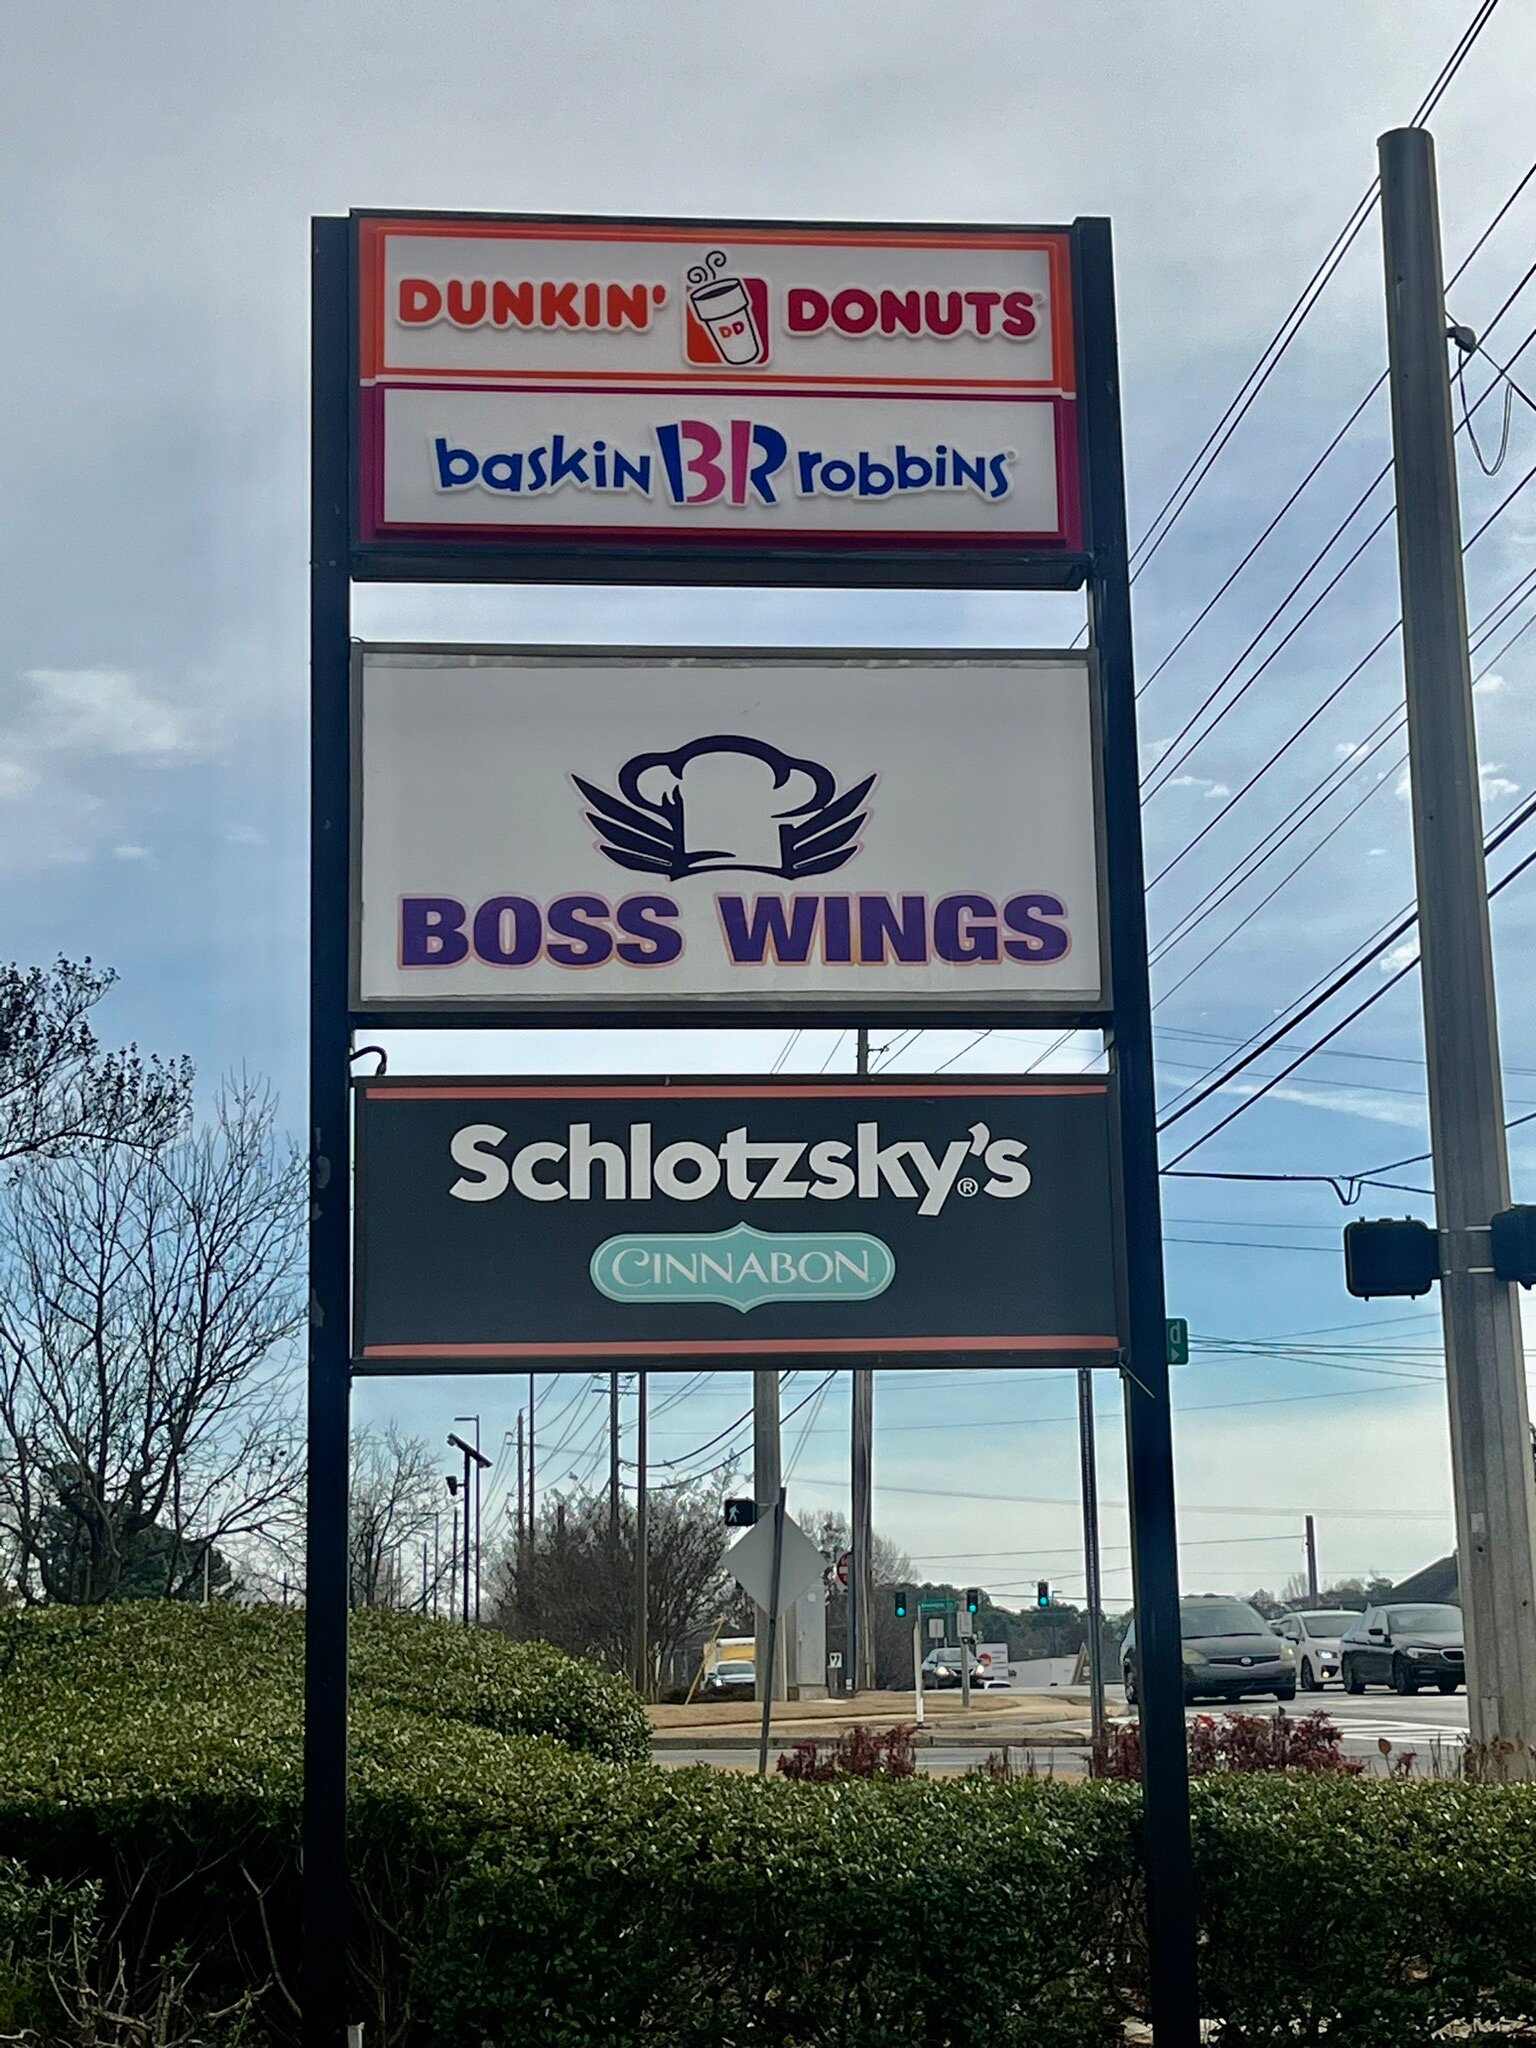 DUNKIN' DD DONUTS
baskin BR robbins
BOSS WINGS
Schlotzsky's®
CINNABON